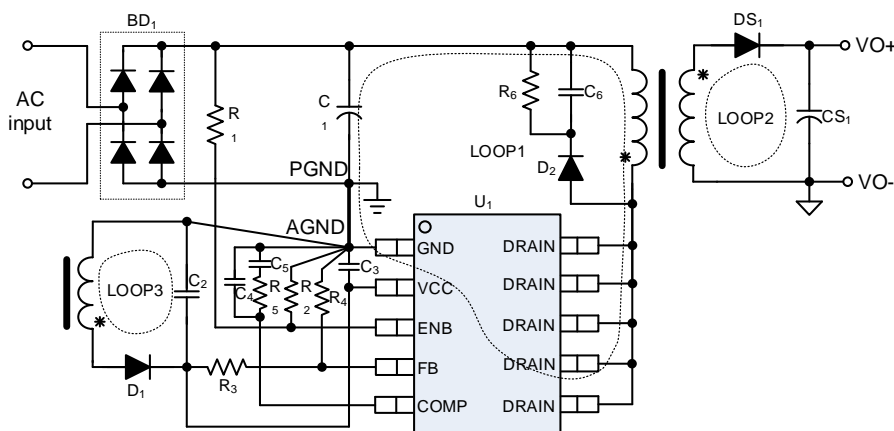 BD1
DS1
VO+
AC
input
R
1
C
1
R6
C6
LOOP1
D2
LOOP2
CS1
VO-
PGND
U1
AGND
GND
DRAIN
LOOP3
C2
C4
C5
R
5
R
2
R4
C3
VCC
DRAIN
ENB
DRAIN
D1
R3
FB
DRAIN
COMP
DRAIN